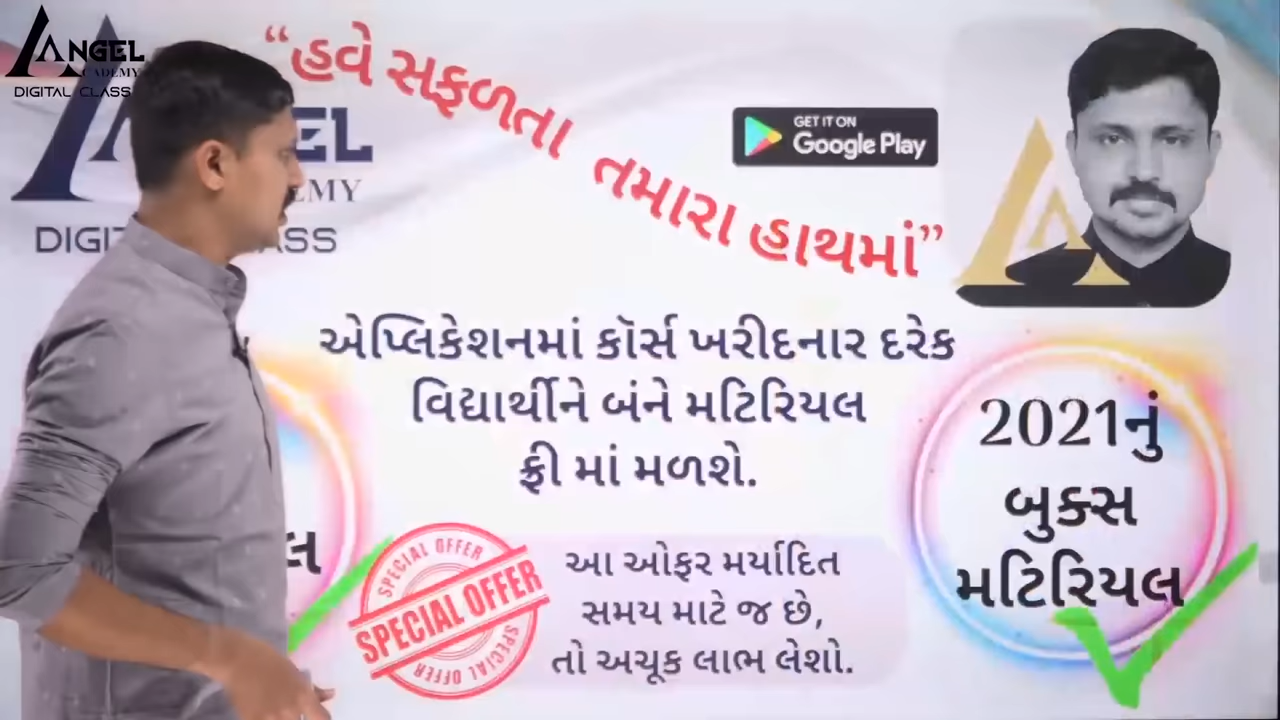 ANGEL
ACADEMY
DIGITAL CLASS
“હવે સફળતા તમારા હાથમાં”
GET IT ON
Google Play
એપ્લિકેશનમાં કૉર્સ ખરીદનાર દરેક
વિદ્યાર્થીને બંને મટિરિયલ
ફ્રી માં મળશે.
2021નું
બુક્સ
મટિરિયલ
SPECIAL OFFER
SPECIAL OFFER
SPECIAL OFFER
આ ઓફર મર્યાદિત
સમય માટે જ છે,
તો અચૂક લાભ લેશો.